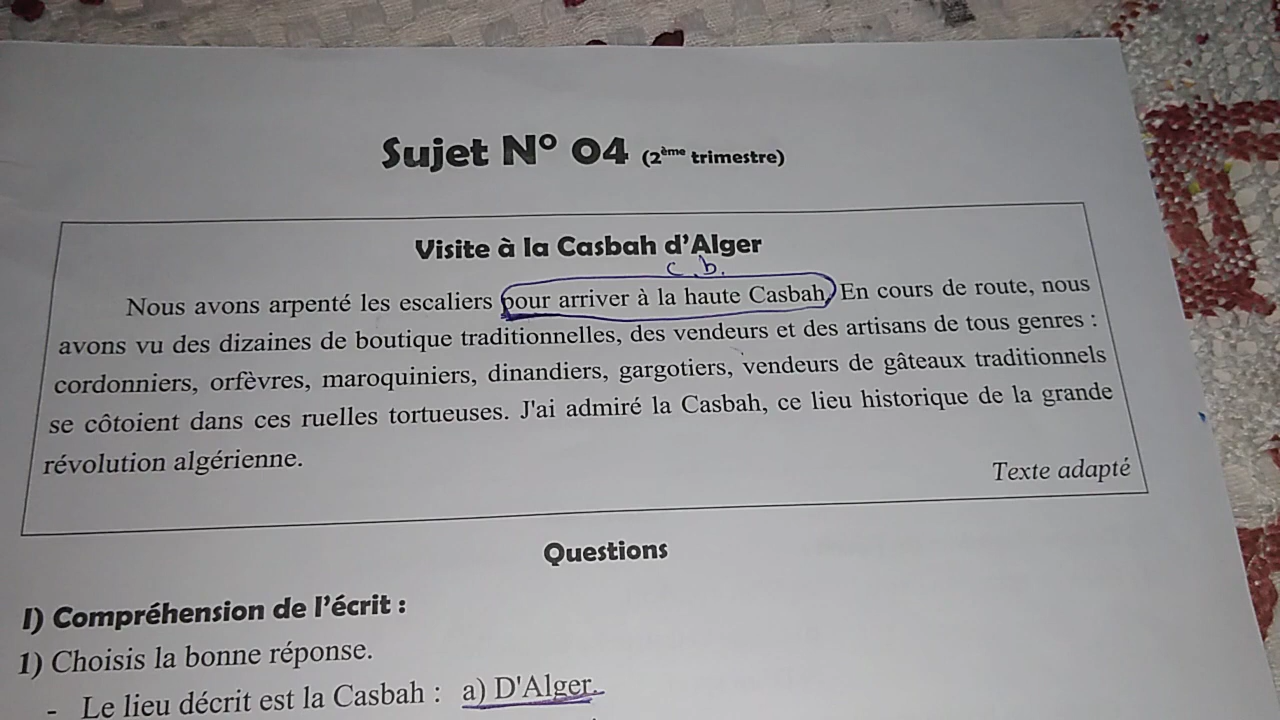 Sujet N° 04 (2ème trimestre)
Visite à la Casbah d'Alger
c b.
Nous avons arpenté les escaliers pour arriver à la haute Casbah, En cours de route, nous
avons vu des dizaines de boutique traditionnelles, des vendeurs et des artisans de tous genres :
cordonniers, orfèvres, maroquiniers, dinandiers, gargotiers, vendeurs de gâteaux traditionnels
se côtoient dans ces ruelles tortueuses. J'ai admiré la Casbah, ce lieu historique de la grande
révolution algérienne.
Texte adapté
Questions
I) Compréhension de l'écrit :
1) Choisis la bonne réponse.
- Le lieu décrit est la Casbah : a) D'Alger.